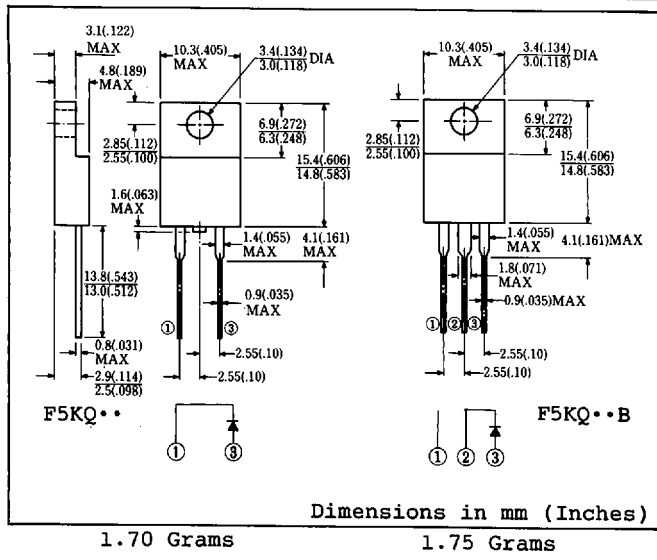 3.1(.122)
MAX
4.8(.189)
MAX
10.3(.405)
MAX
3.4(.134)
3.0(.118) DIA
6.9(.272)
6.3(.248)
2.85(.112)
2.55(.100)
15.4(.606)
14.8(.583)
1.6(.063)
MAX
1.4(.055)
MAX
4.1(.161)
MAX
13.8(.543)
13.0(.512)
0.9(.035)
MAX
① ③
0.8(.031)
MAX
2.55(.10)
2.9(.114)
2.5(.098)
2.55(.10)
F5KQ••
① ③
10.3(.405)
MAX
3.4(.134)
3.0(.118) DIA
6.9(.272)
6.3(.248)
2.85(.112)
2.55(.100)
15.4(.606)
14.8(.583)
1.4(.055)
MAX
4.1(.161)MAX
1.8(.071)
MAX
0.9(.035)MAX
① ② ③
2.55(.10)
2.55(.10)
F5KQ••B
① ② ③
Dimensions in mm (Inches)
1.70 Grams
1.75 Grams